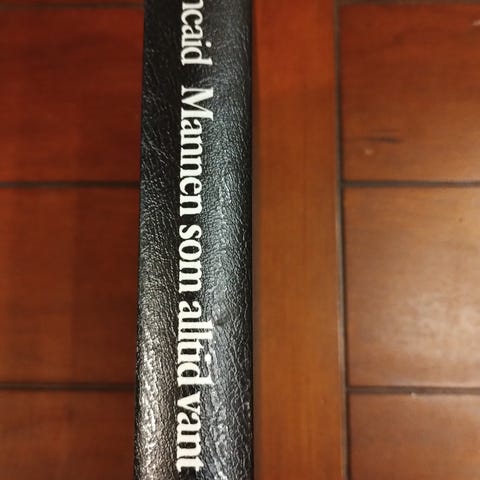 ncaid Mannen som alltid vant